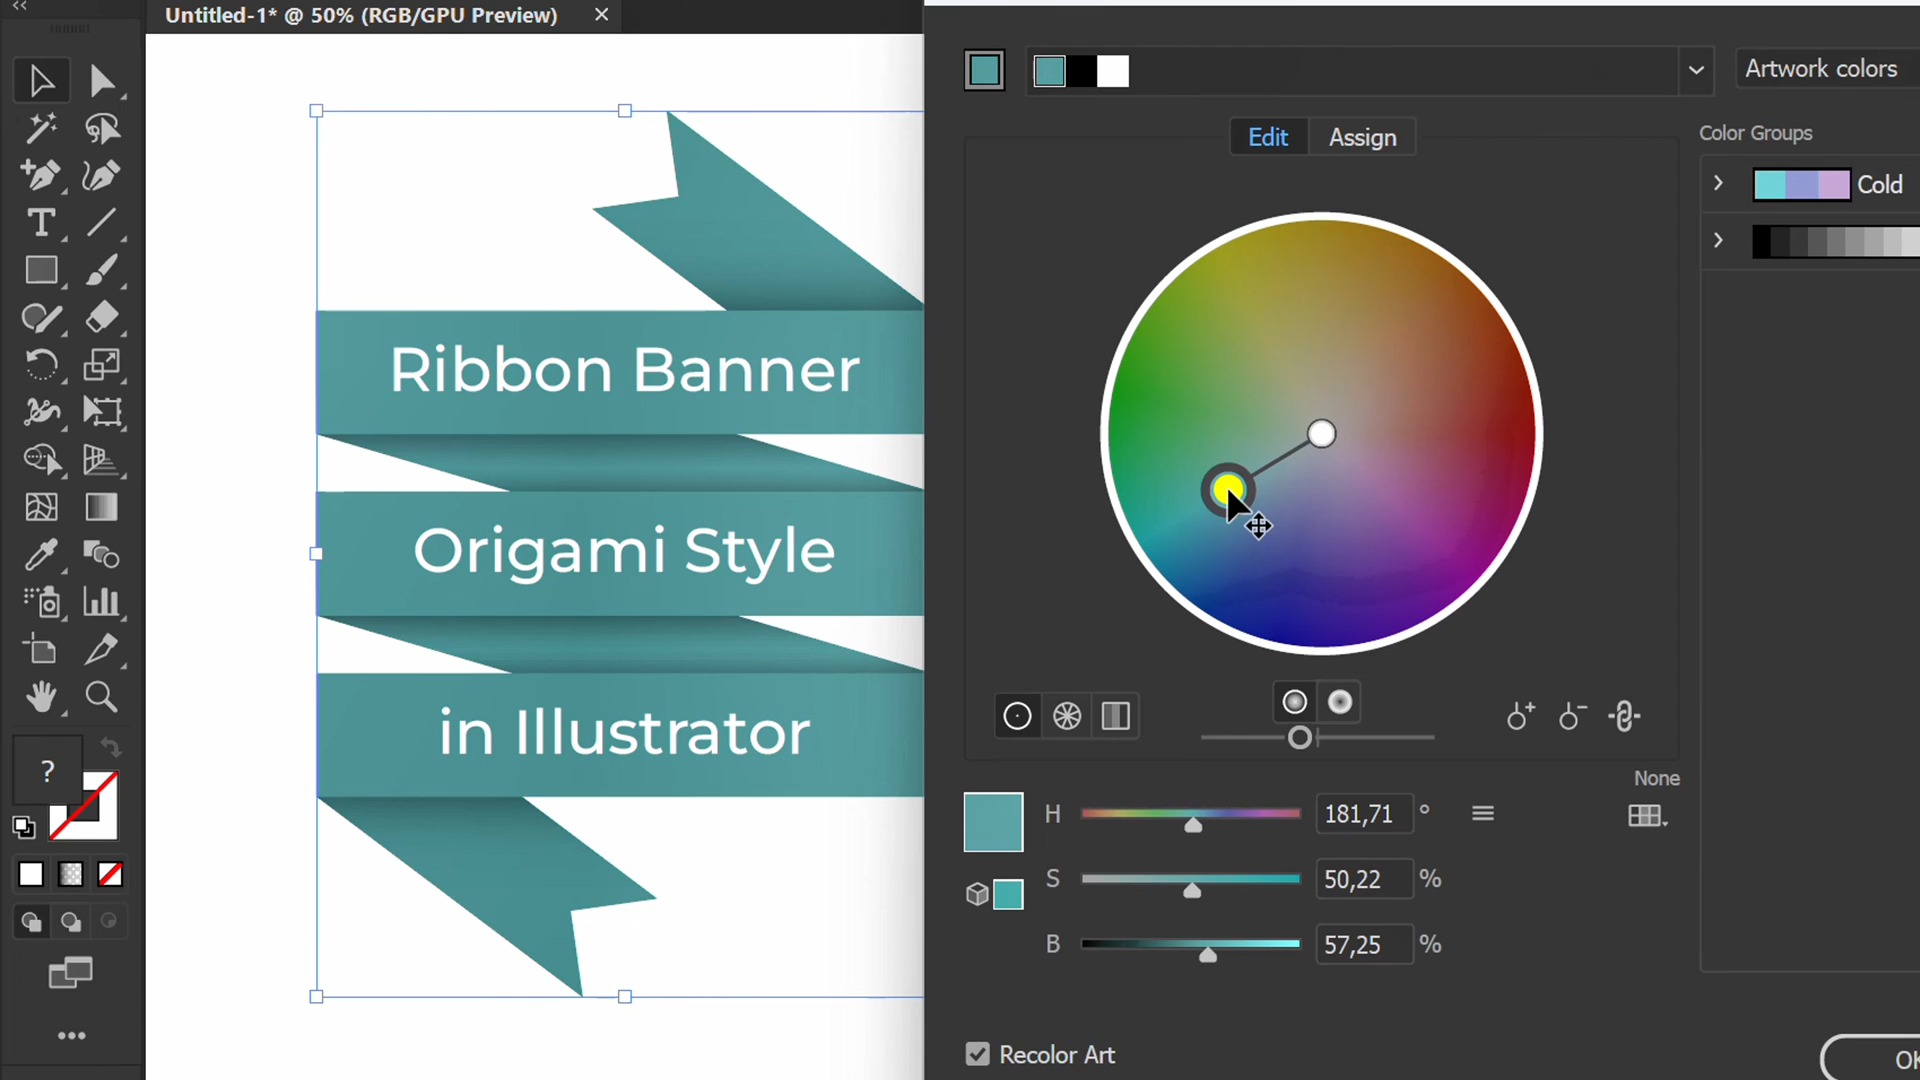 Untitled-1* @ 50% (RGB/GPU Preview)
Artwork colors
Edit
Assign
Color Groups
Cold
Ribbon Banner
Origami Style
in Illustrator
?
None
H 181,71 °
S 50,22 %
B 57,25 %
Recolor Art
OK